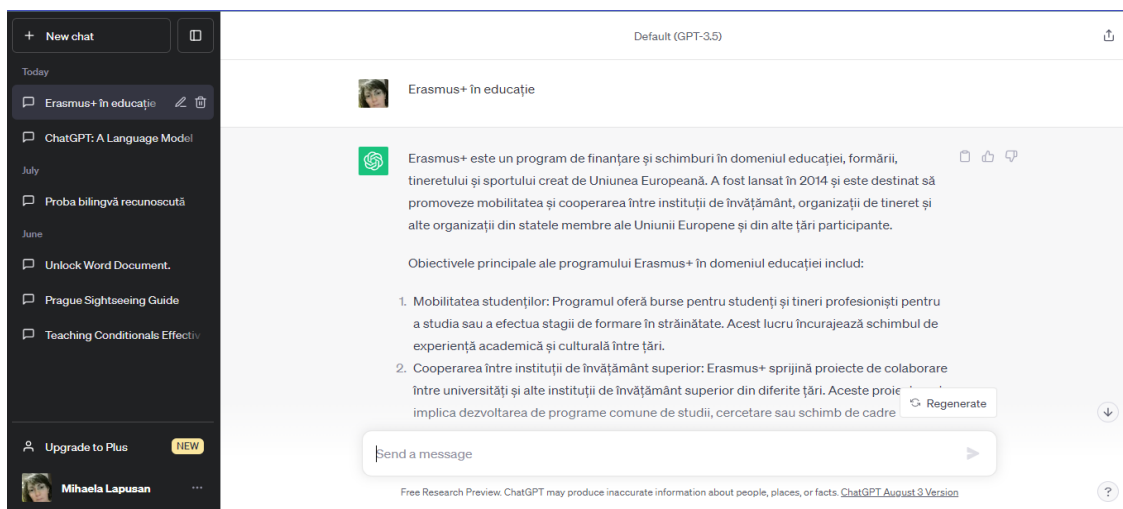 New chat
Today
Erasmus+ în educație
ChatGPT: A Language Model
July
Proba bilingvă recunoscută
June
Unlock Word Document.
Prague Sightseeing Guide
Teaching Conditionals Effectiv
Upgrade to Plus NEW
Mihaela Lapusan
Default (GPT-3.5)
Erasmus+ în educație
Erasmus+ este un program de finanțare și schimburi în domeniul educației, formării,
tineretului și sportului creat de Uniunea Europeană. A fost lansat în 2014 și este destinat să
promoveze mobilitatea și cooperarea între instituții de învățământ, organizații de tineret și
alte organizații din statele membre ale Uniunii Europene și din alte țări participante.
Obiectivele principale ale programului Erasmus+ în domeniul educației includ:
1. Mobilitatea studenților: Programul oferă burse pentru studenți și tineri profesioniști pentru
a studia sau a efectua stagii de formare în străinătate. Acest lucru încurajează schimbul de
experiență academică și culturală între țări.
2. Cooperarea între instituții de învățământ superior: Erasmus+ sprijină proiecte de colaborare
între universități și alte instituții de învățământ superior din diferite țări. Aceste
implica dezvoltarea de programe comune de studii, cercetare sau schimb de cadre
Regenerate
Send a message
Free Research Preview. ChatGPT may produce inaccurate information about people, places, or facts. ChatGPT August 3 Version
?